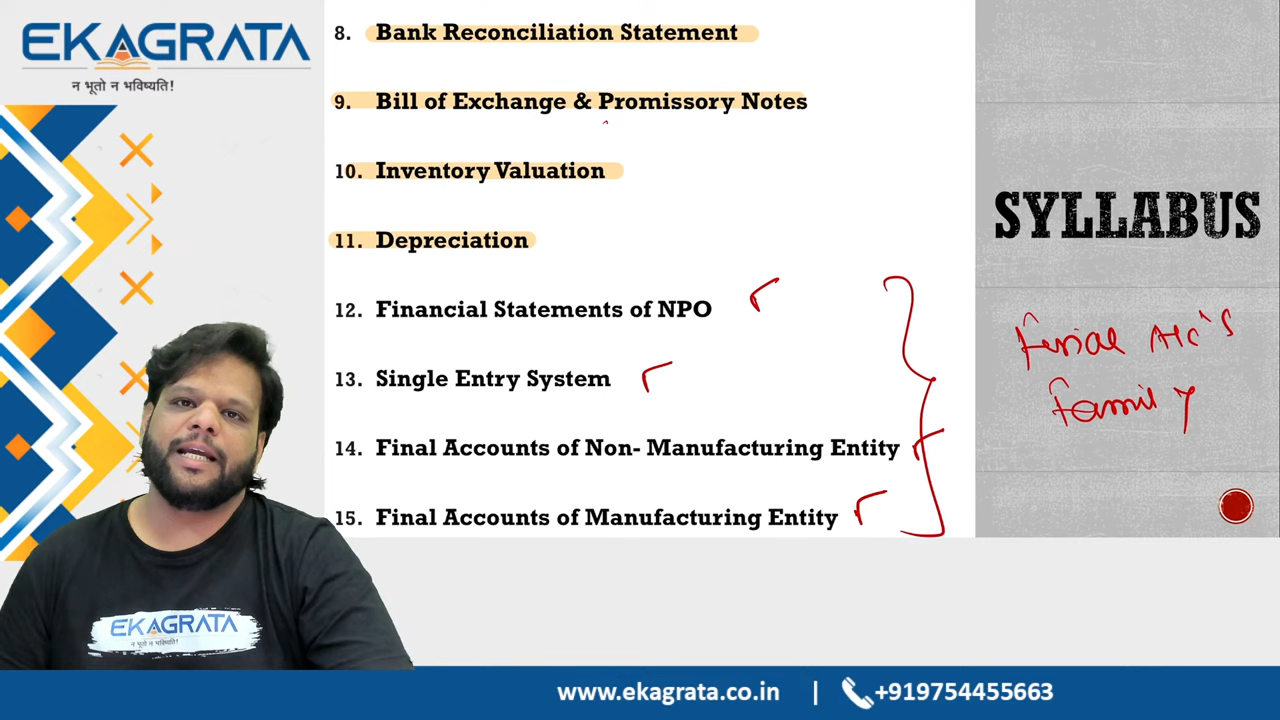 EKAGRATA
न भूतो न भविष्यति!
8. Bank Reconciliation Statement
9. Bill of Exchange & Promissory Notes
10. Inventory Valuation
11. Depreciation
12. Financial Statements of NPO
13. Single Entry System
14. Final Accounts of Non- Manufacturing Entity
15. Final Accounts of Manufacturing Entity
SYLLABUS
A/c's
Family
EKAGRATA
न भूतो न भविष्यति!
www.ekagrata.co.in | +919754455663